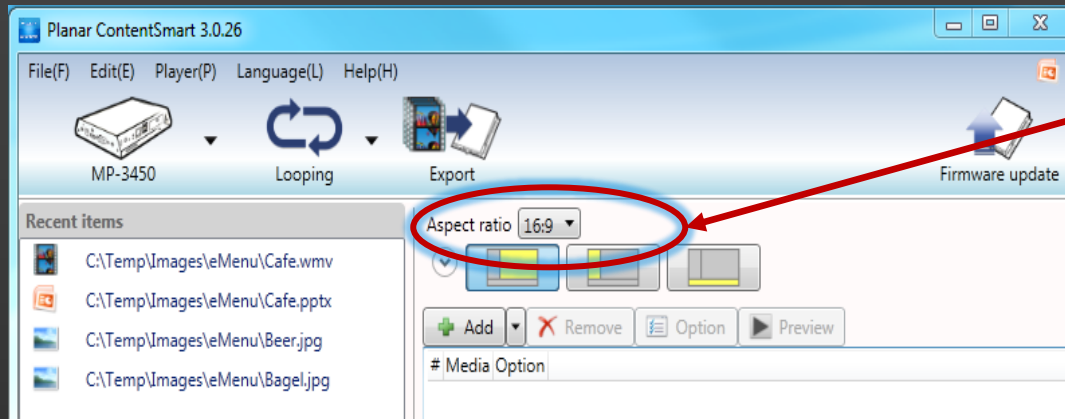 Planar ContentSmart 3.0.26
File(F) Edit(E) Player(P) Language(L) Help(H)
MP-3450 Looping Export Firmware update
Recent items
C:\Temp\Images\eMenu\Cafe.wmv
C:\Temp\Images\eMenu\Cafe.pptx
C:\Temp\Images\eMenu\Beer.jpg
C:\Temp\Images\eMenu\Bagel.jpg
Aspect ratio 16:9
Add Remove Option Preview
# Media Option